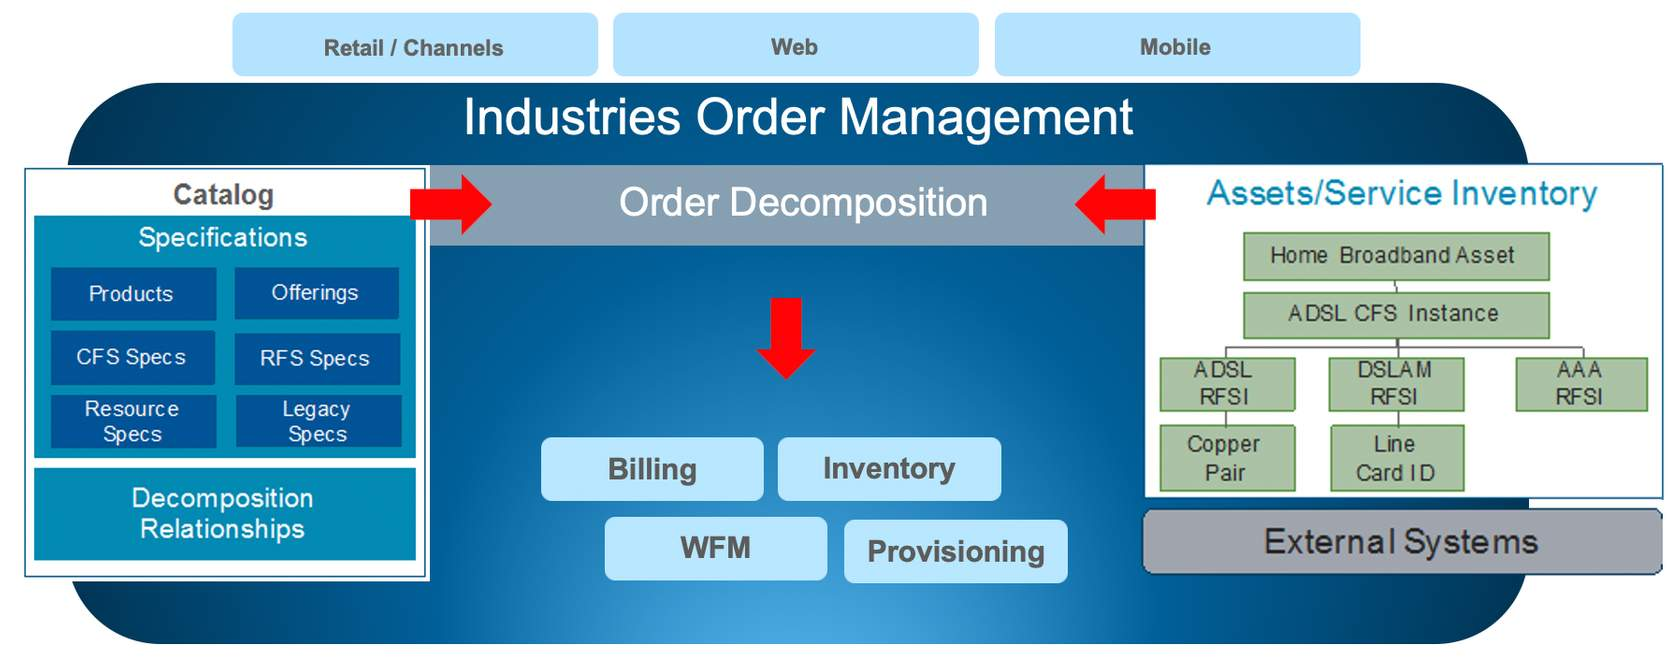 Retail / Channels
Web
Mobile
Industries Order Management
Catalog
Specifications
Products
Offerings
CFS Specs
RFS Specs
Resource
Specs
Legacy
Specs
Decomposition
Relationships
Order Decomposition
Billing
Inventory
WFM
Provisioning
Assets/Service Inventory
Home Broadband Asset
ADSL CFS Instance
ADSL
RFSI
DSLAM
RFSI
AAA
RFSI
Copper
Pair
Line
Card ID
External Systems